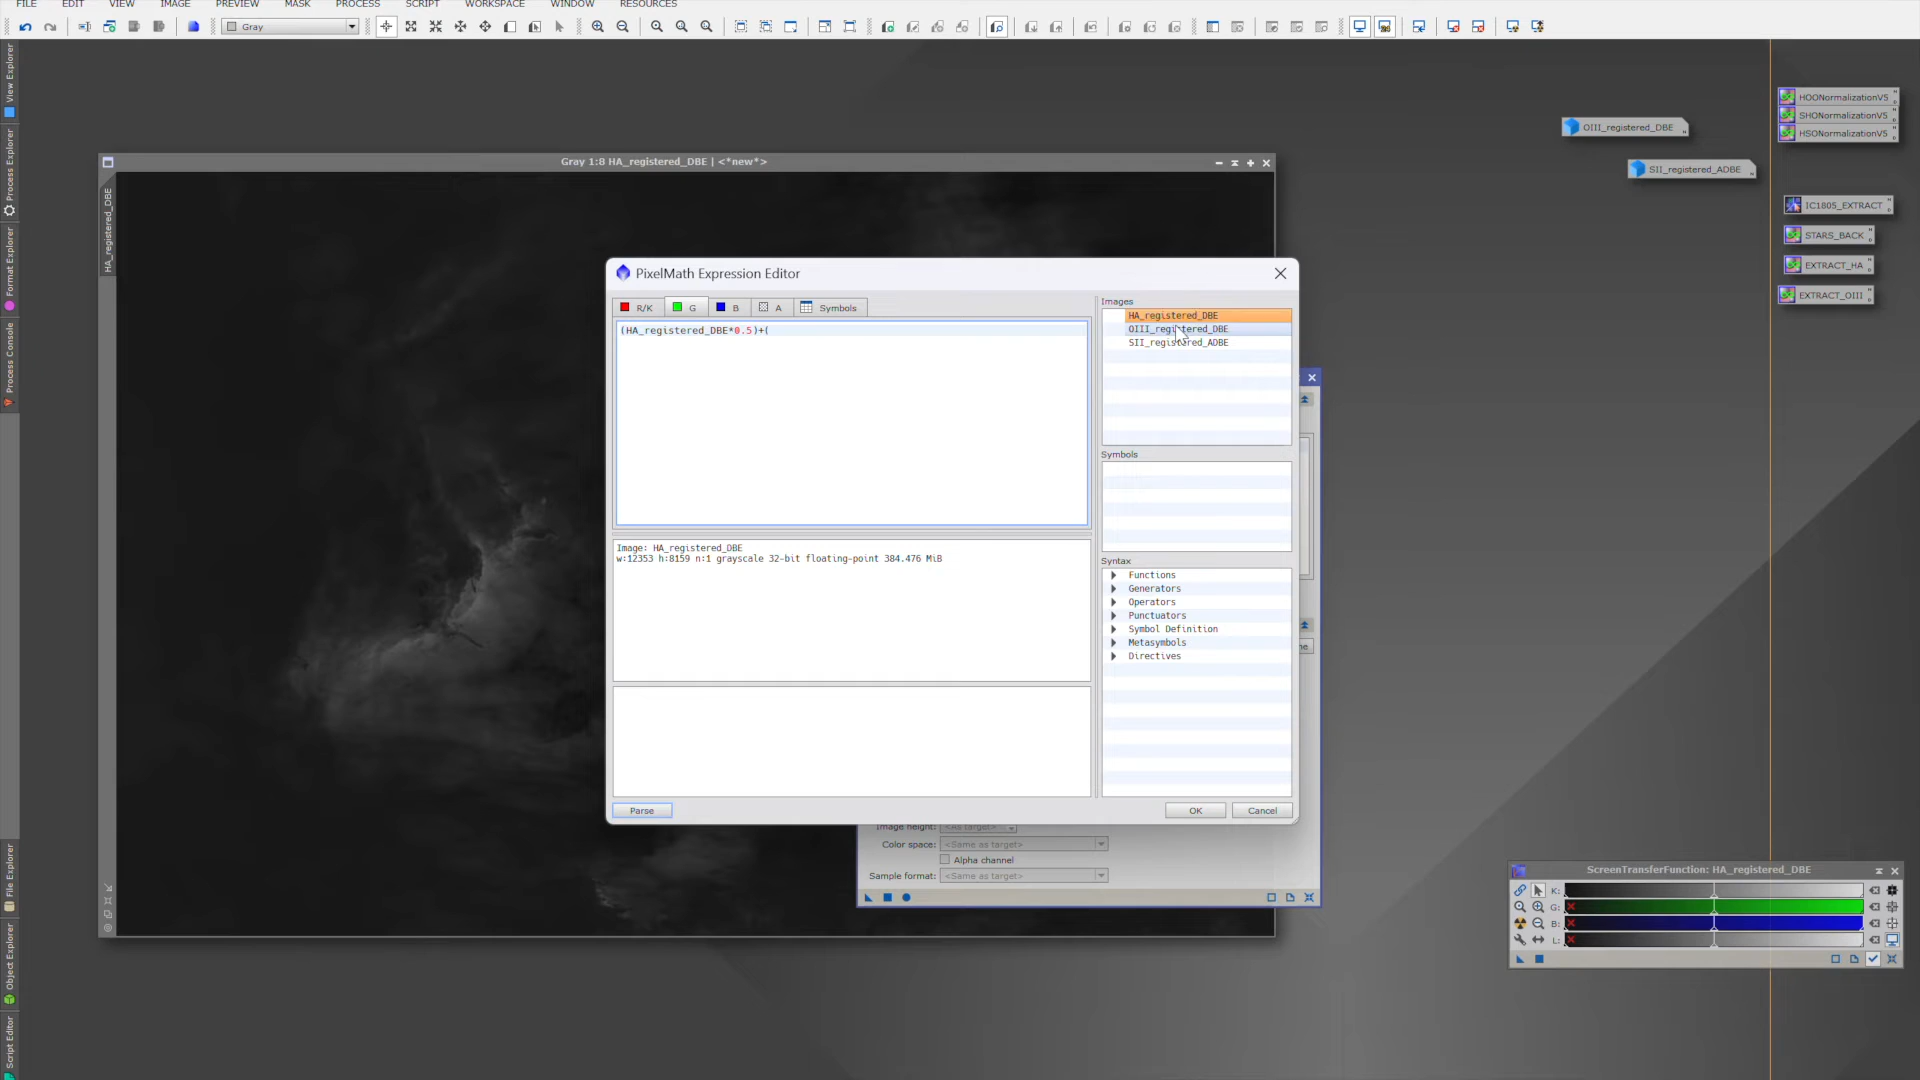 FILE EDIT VIEW IMAGE PREVIEW MASK PROCESS SCRIPT WORKSPACE WINDOW RESOURCES
Gray
View Explorer
Process Explorer
Format Explorer
Process Console
File Explorer
Object Explorer
Script Editor
Gray 1:8 HA_registered_DBE | <*new*>
HA_registered_DBE
OIII_registered_DBE
SII_registered_ADBE
HOONormalizationV5
SHONormalizationV5
HSONormalizationV5
IC1805_EXTRACT
STARS_BACK
EXTRACT_HA
EXTRACT_OIII
PixelMath Expression Editor
R/K G B A Symbols
(HA_registered_DBE*0.5)+(
Image: HA_registered_DBE
w:12353 h:8159 n:1 grayscale 32-bit floating-point 384.476 MiB
Images
HA_registered_DBE
OIII_registered_DBE
SII_registered_ADBE
Symbols
Syntax
Functions
Generators
Operators
Punctuators
Symbol Definition
Metasymbols
Directives
Parse OK Cancel
Image height: <As target>
Color space: <Same as target>
Alpha channel
Sample format: <Same as target>
ScreenTransferFunction: HA_registered_DBE
K:
G:
B:
L: